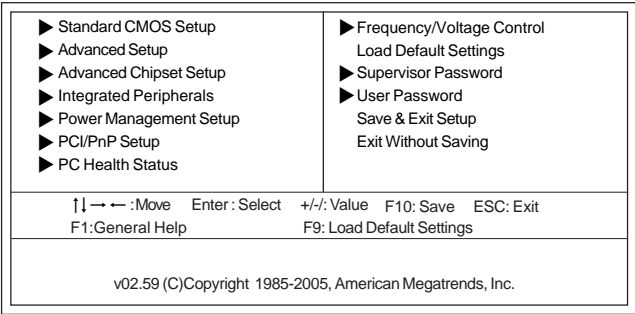 ▶ Standard CMOS Setup
▶ Advanced Setup
▶ Advanced Chipset Setup
▶ Integrated Peripherals
▶ Power Management Setup
▶ PCI/PnP Setup
▶ PC Health Status
▶ Frequency/Voltage Control
Load Default Settings
▶ Supervisor Password
▶ User Password
Save & Exit Setup
Exit Without Saving
↑↓→← :Move Enter : Select +/-/: Value F10: Save ESC: Exit
F1:General Help F9: Load Default Settings
v02.59 (C)Copyright 1985-2005, American Megatrends, Inc.